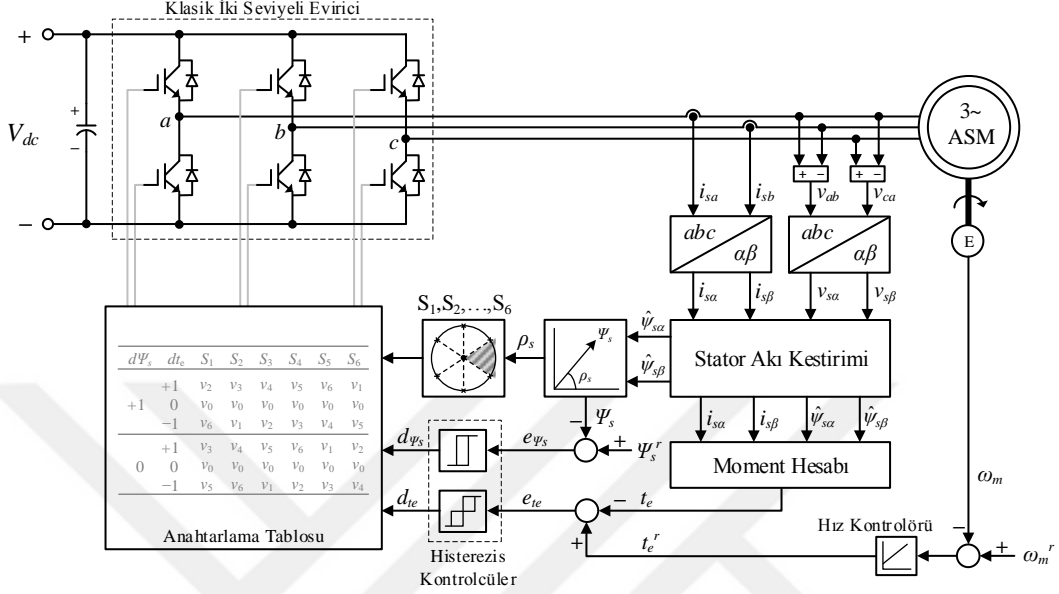 Klasik İki Seviyeli Evirici
+
V_dc
+
−
−
a
b
c
3~
ASM
E
+ −
+ −
i_sa
i_sb
v_ab
v_ca
abc
αβ
abc
αβ
i_sα
i_sβ
v_sα
v_sβ
S_1,S_2,…,S_6
ρ_s
Ψ_s
ρ_s
ψ̂_sα
ψ̂_sβ
Stator Akı Kestirimi
dΨ_s dt_e S_1 S_2 S_3 S_4 S_5 S_6
+1 v_2 v_3 v_4 v_5 v_6 v_1
+1 0 v_0 v_0 v_0 v_0 v_0 v_0
−1 v_6 v_1 v_2 v_3 v_4 v_5
+1 v_3 v_4 v_5 v_6 v_1 v_2
0 0 v_0 v_0 v_0 v_0 v_0 v_0
−1 v_5 v_6 v_1 v_2 v_3 v_4
Anahtarlama Tablosu
− Ψ_s
d_Ψs
e_Ψs
+ Ψ_s^r
i_sα
i_sβ
ψ̂_sα
ψ̂_sβ
Moment Hesabı
ω_m
d_te
e_te
− t_e
+ t_e^r
Histerezis
Kontrolcüler
Hız Kontrolörü
−
+
ω_m^r